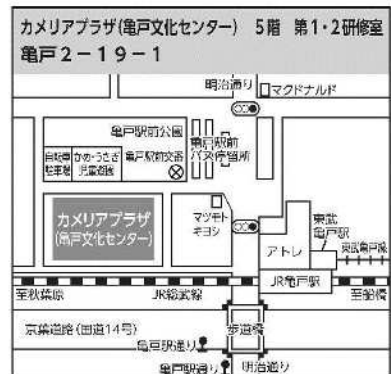 カメリアプラザ(亀戸文化センター) 5階 第1・2研修室
亀戸2-19-1
明治通り
マクドナルド
亀戸駅前公園
亀戸駅前
バス停留所
自転車
駐車場
かめ・うさぎ
児童遊園
亀戸駅前交番
カメリアプラザ
(亀戸文化センター)
マツモト
キヨシ
アトレ
東武
亀戸駅
東武亀戸線
JR亀戸駅
至秋葉原
JR総武線
至船橋
京葉道路(国道14号)
歩道橋
亀戸駅通り
亀戸駅通り
明治通り